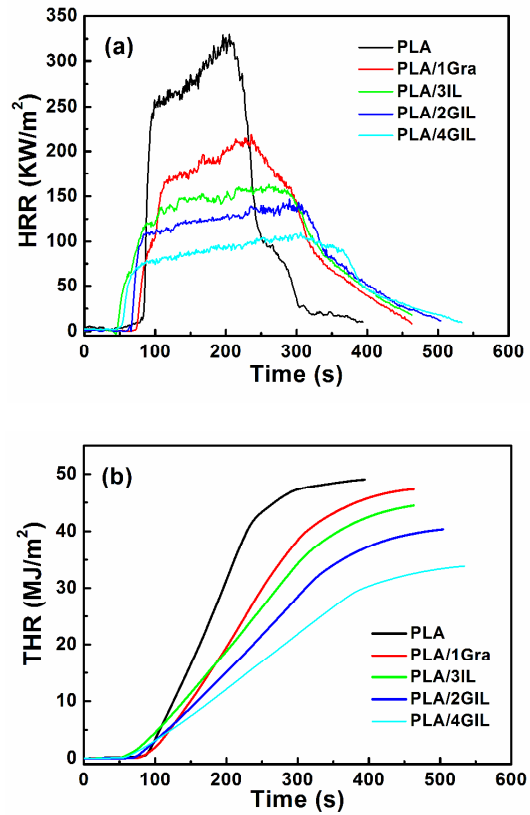 (a)
PLA
PLA/1Gra
PLA/3IL
PLA/2GIL
PLA/4GIL
HRR (KW/m²)
350
300
250
200
150
100
50
0
0 100 200 300 400 500 600
Time (s)
(b)
THR (MJ/m²)
50
40
30
20
10
0
PLA
PLA/1Gra
PLA/3IL
PLA/2GIL
PLA/4GIL
0 100 200 300 400 500 600
Time (s)